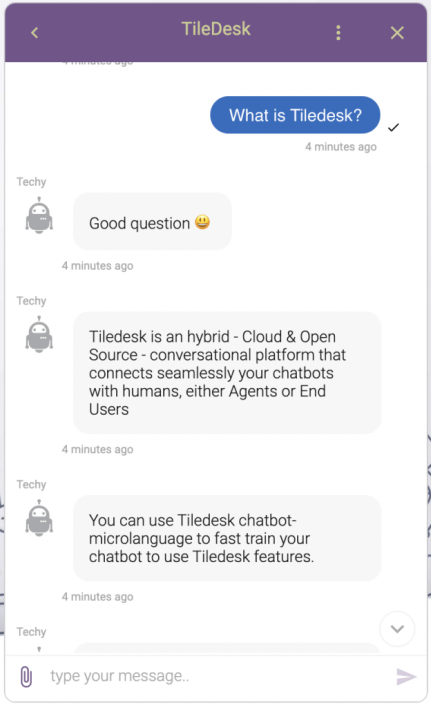 TileDesk
4 minutes ago
What is Tiledesk?
4 minutes ago
Techy
Good question 😃
4 minutes ago
Techy
Tiledesk is an hybrid - Cloud & Open
Source - conversational platform that
connects seamlessly your chatbots
with humans, either Agents or End
Users
4 minutes ago
Techy
You can use Tiledesk chatbot-
microlanguage to fast train your
chatbot to use Tiledesk features.
4 minutes ago
Techy
type your message..